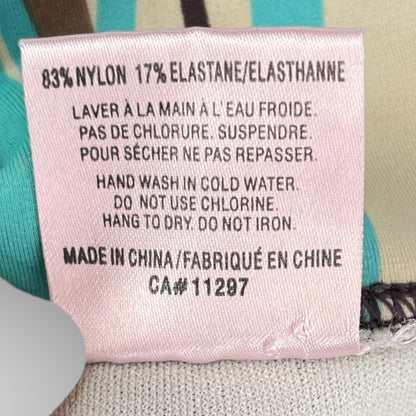 83% NYLON 17% ELASTANE/ELASTHANNE
LAVER À LA MAIN À L'EAU FROIDE.
PAS DE CHLORURE. SUSPENDRE.
POUR SÉCHER NE PAS REPASSER.
HAND WASH IN COLD WATER.
DO NOT USE CHLORINE.
HANG TO DRY. DO NOT IRON.
MADE IN CHINA/FABRIQUÉ EN CHINE
CA#11297